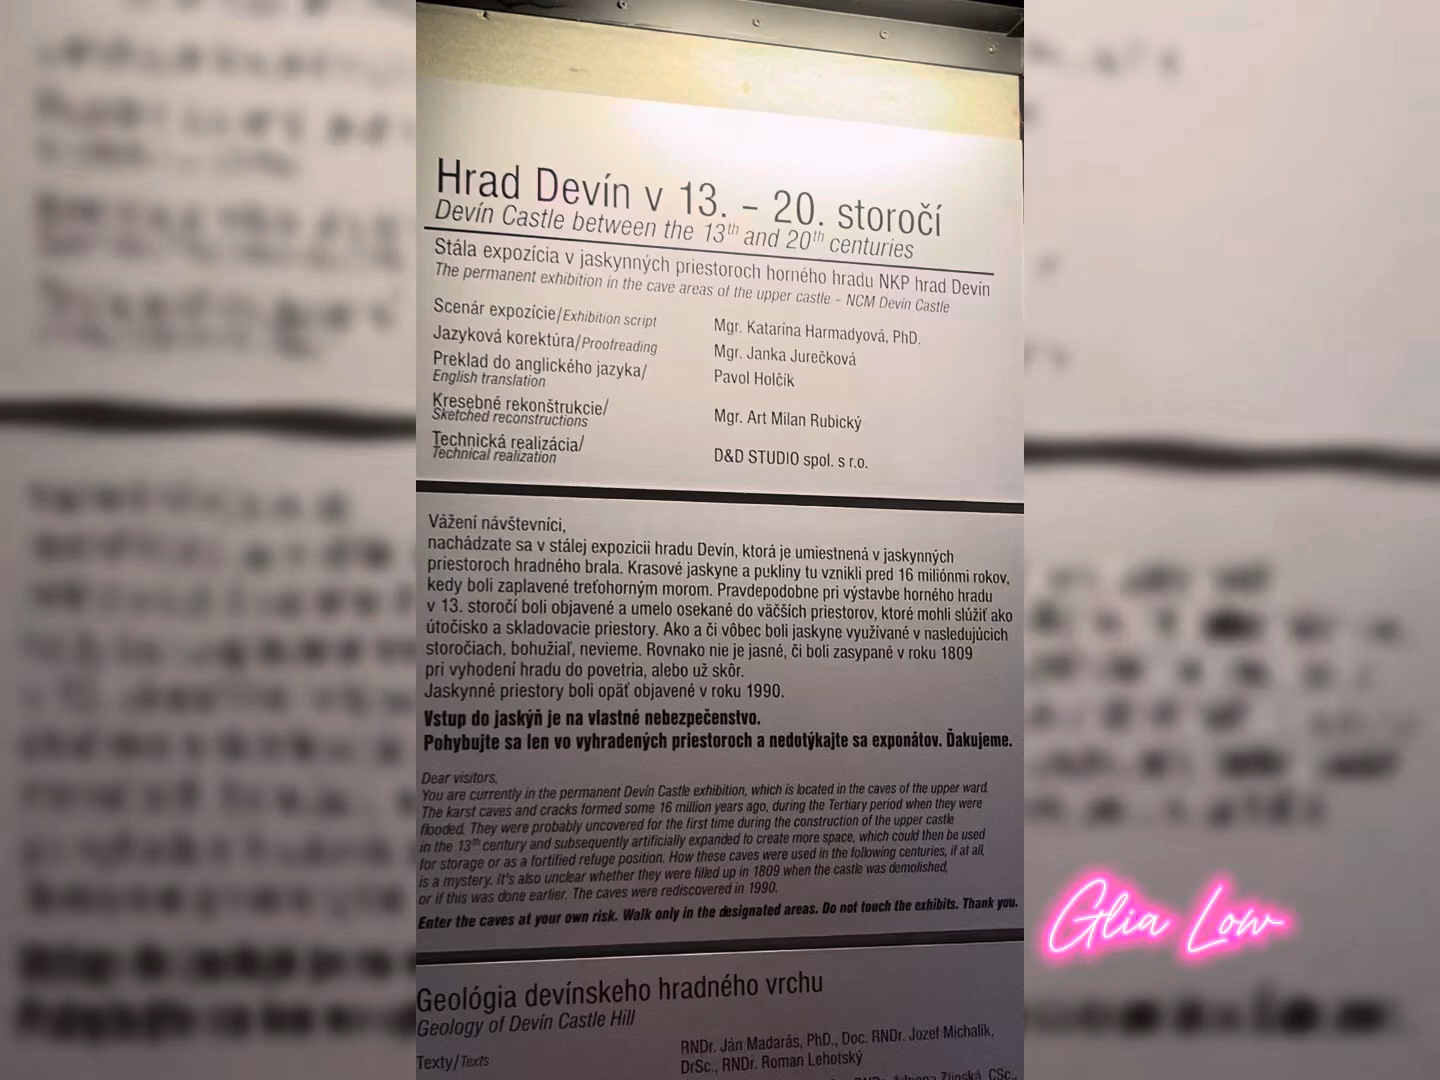 Hrad Devín v 13. – 20. storočí
Devín Castle between the 13th and 20th centuries
Stála expozícia v jaskynných priestoroch horného hradu NKP hrad Devín
The permanent exhibition in the cave areas of the upper castle – NCM Devín Castle
Scenár expozície/Exhibition script Mgr. Katarína Harmadyová, PhD.
Jazyková korektúra/Proofreading Mgr. Janka Jurečková
Preklad do anglického jazyka/ Pavol Holčík
English translation
Kresebné rekonštrukcie/ Mgr. Art Milan Rubický
Sketched reconstructions
Technická realizácia/ D&D STUDIO spol. s r.o.
Technical realization
Vážení návštevníci,
nachádzate sa v stálej expozícii hradu Devín, ktorá je umiestnená v jaskynných
priestoroch hradného brala. Krasové jaskyne a pukliny tu vznikli pred 16 miliónmi rokov,
kedy boli zaplavené treťohorným morom. Pravdepodobne pri výstavbe horného hradu
v 13. storočí boli objavené a umelo osekané do väčších priestorov, ktoré mohli slúžiť ako
útočisko a skladovacie priestory. Ako a či vôbec boli jaskyne využívané v nasledujúcich
storočiach, bohužiaľ, nevieme. Rovnako nie je jasné, či boli zasypané v roku 1809
pri vyhodení hradu do povetria, alebo už skôr.
Jaskynné priestory boli opäť objavené v roku 1990.
Vstup do jaskýň je na vlastné nebezpečenstvo.
Pohybujte sa len vo vyhradených priestoroch a nedotýkajte sa exponátov. Ďakujeme.
Dear visitors,
You are currently in the permanent Devín Castle exhibition, which is located in the caves of the upper ward.
The karst caves and cracks formed some 16 million years ago, during the Tertiary period when they were
flooded. They were probably uncovered for the first time during the construction of the upper castle
in the 13th century and subsequently artificially expanded to create more space, which could then be used
for storage or as a fortified refuge position. How these caves were used in the following centuries, if at all,
is a mystery. It's also unclear whether they were filled up in 1809 when the castle was demolished,
or if this was done earlier. The caves were rediscovered in 1990.
Enter the caves at your own risk. Walk only in the designated areas. Do not touch the exhibits. Thank you.
Glia Low
Geológia devínskeho hradného vrchu
Geology of Devín Castle Hill
Texty/Texts RNDr. Ján Madarás, PhD., Doc. RNDr. Jozef Michalík,
DrSc., RNDr. Roman Lehotský